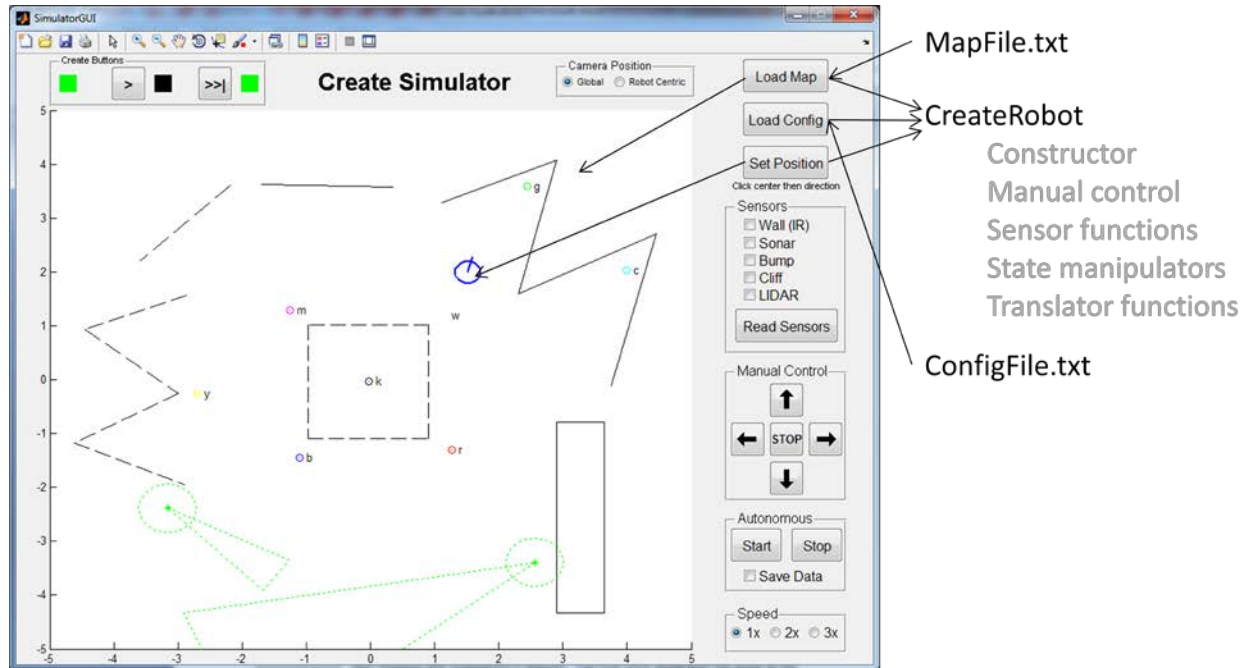 SimulatorGUI
Create Buttons
> >>|
Create Simulator
Camera Position
Global Robot Centric
Load Map
Load Config
Set Position
Click center then direction
Sensors
Wall (IR)
Sonar
Bump
Cliff
LIDAR
Read Sensors
Manual Control
STOP
Autonomous
Start Stop
Save Data
Speed
1x 2x 3x
5
4
3
2
1
0
-1
-2
-3
-4
-5
-5 -4 -3 -2 -1 0 1 2 3 4 5
g
c
m
w
k
y
r
b
MapFile.txt
CreateRobot
Constructor
Manual control
Sensor functions
State manipulators
Translator functions
ConfigFile.txt